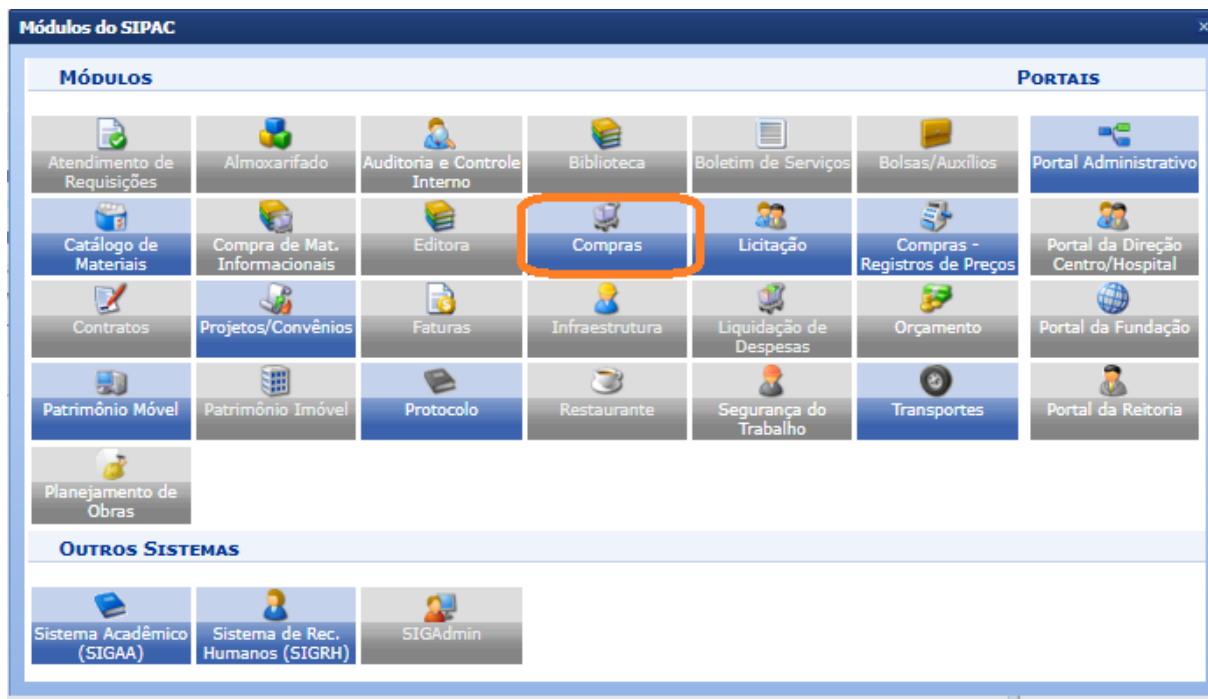 Módulos do SIPAC
x
MÓDULOS
PORTAIS
Atendimento de
Requisições
Almoxarifado
Auditoria e Controle
Interno
Biblioteca
Boletim de Serviços
Bolsas/Auxílios
Portal Administrativo
Catálogo de
Materiais
Compra de Mat.
Informacionais
Editora
Compras
Licitação
Compras -
Registros de Preços
Portal da Direção
Centro/Hospital
Contratos
Projetos/Convênios
Faturas
Infraestrutura
Liquidação de
Despesas
Orçamento
Portal da Fundação
Patrimônio Móvel
Patrimônio Imóvel
Protocolo
Restaurante
Segurança do
Trabalho
Transportes
Portal da Reitoria
Planejamento de
Obras
OUTROS SISTEMAS
Sistema Acadêmico
(SIGAA)
Sistema de Rec.
Humanos (SIGRH)
SIGAdmin